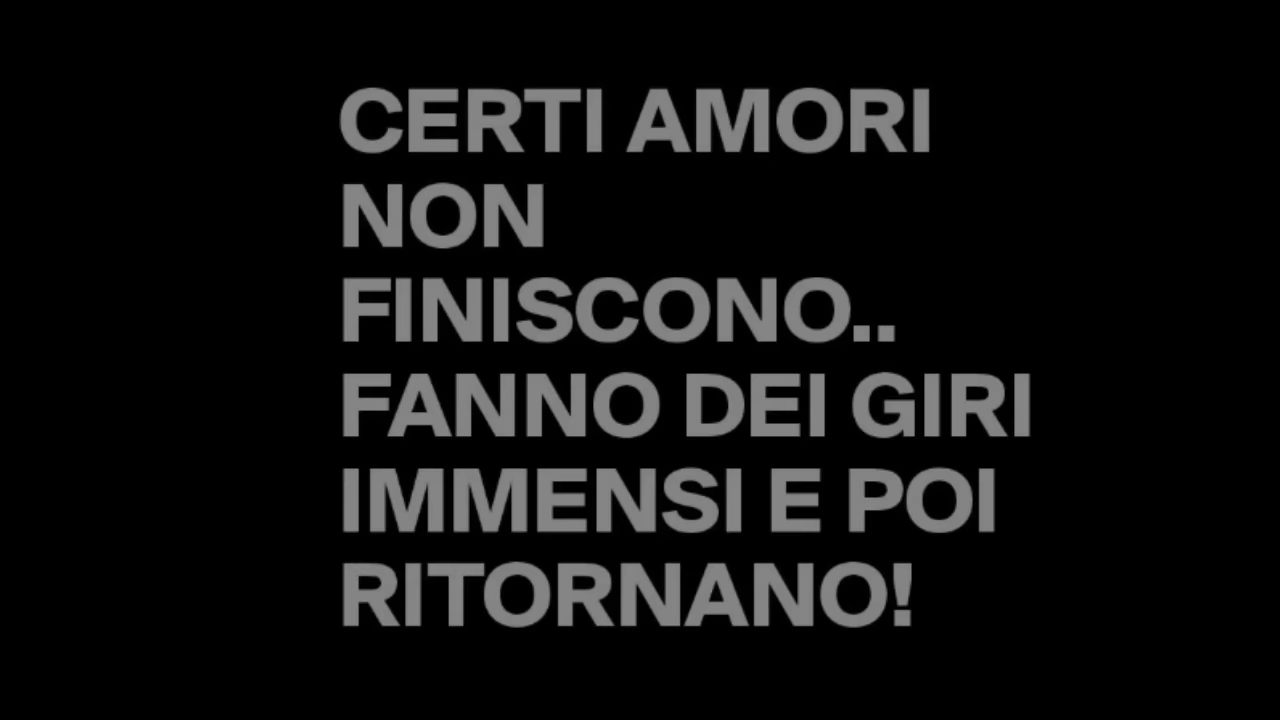 CERTI AMORI
NON
FINISCONO..
FANNO DEI GIRI
IMMENSI E POI
RITORNANO!